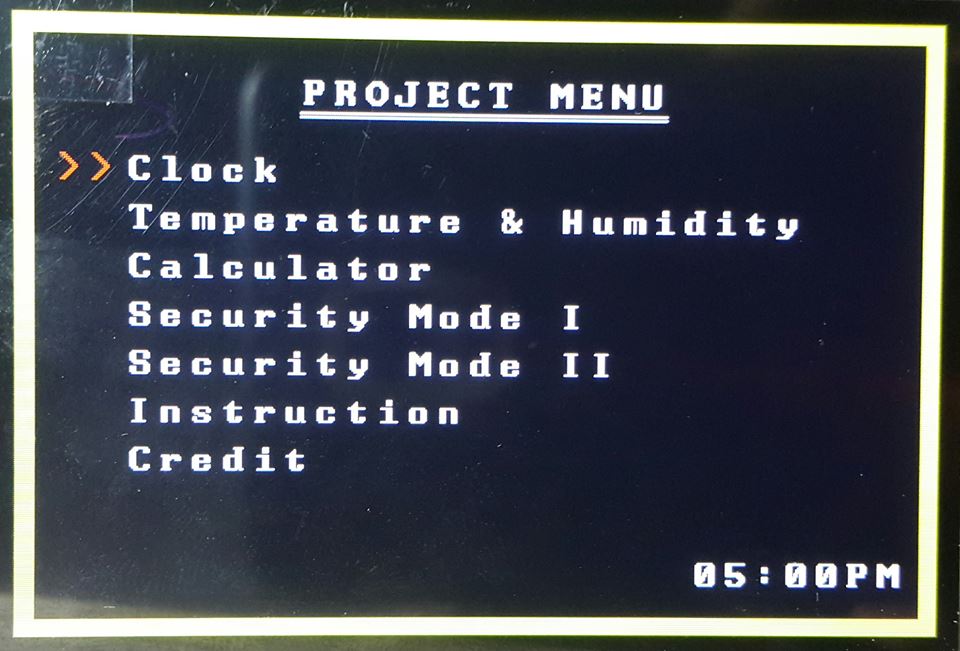 PROJECT MENU
>> Clock
Temperature & Humidity
Calculator
Security Mode I
Security Mode II
Instruction
Credit
05:00PM